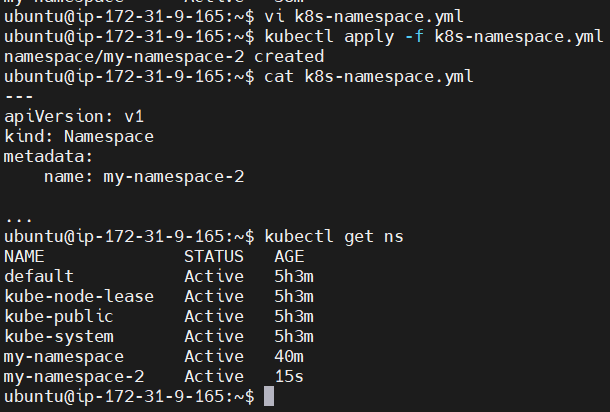 ubuntu@ip-172-31-9-165:~$ vi k8s-namespace.yml
ubuntu@ip-172-31-9-165:~$ kubectl apply -f k8s-namespace.yml
namespace/my-namespace-2 created
ubuntu@ip-172-31-9-165:~$ cat k8s-namespace.yml
---
apiVersion: v1
kind: Namespace
metadata:
    name: my-namespace-2

...
ubuntu@ip-172-31-9-165:~$ kubectl get ns
NAME              STATUS   AGE
default           Active   5h3m
kube-node-lease   Active   5h3m
kube-public       Active   5h3m
kube-system       Active   5h3m
my-namespace      Active   40m
my-namespace-2    Active   15s
ubuntu@ip-172-31-9-165:~$